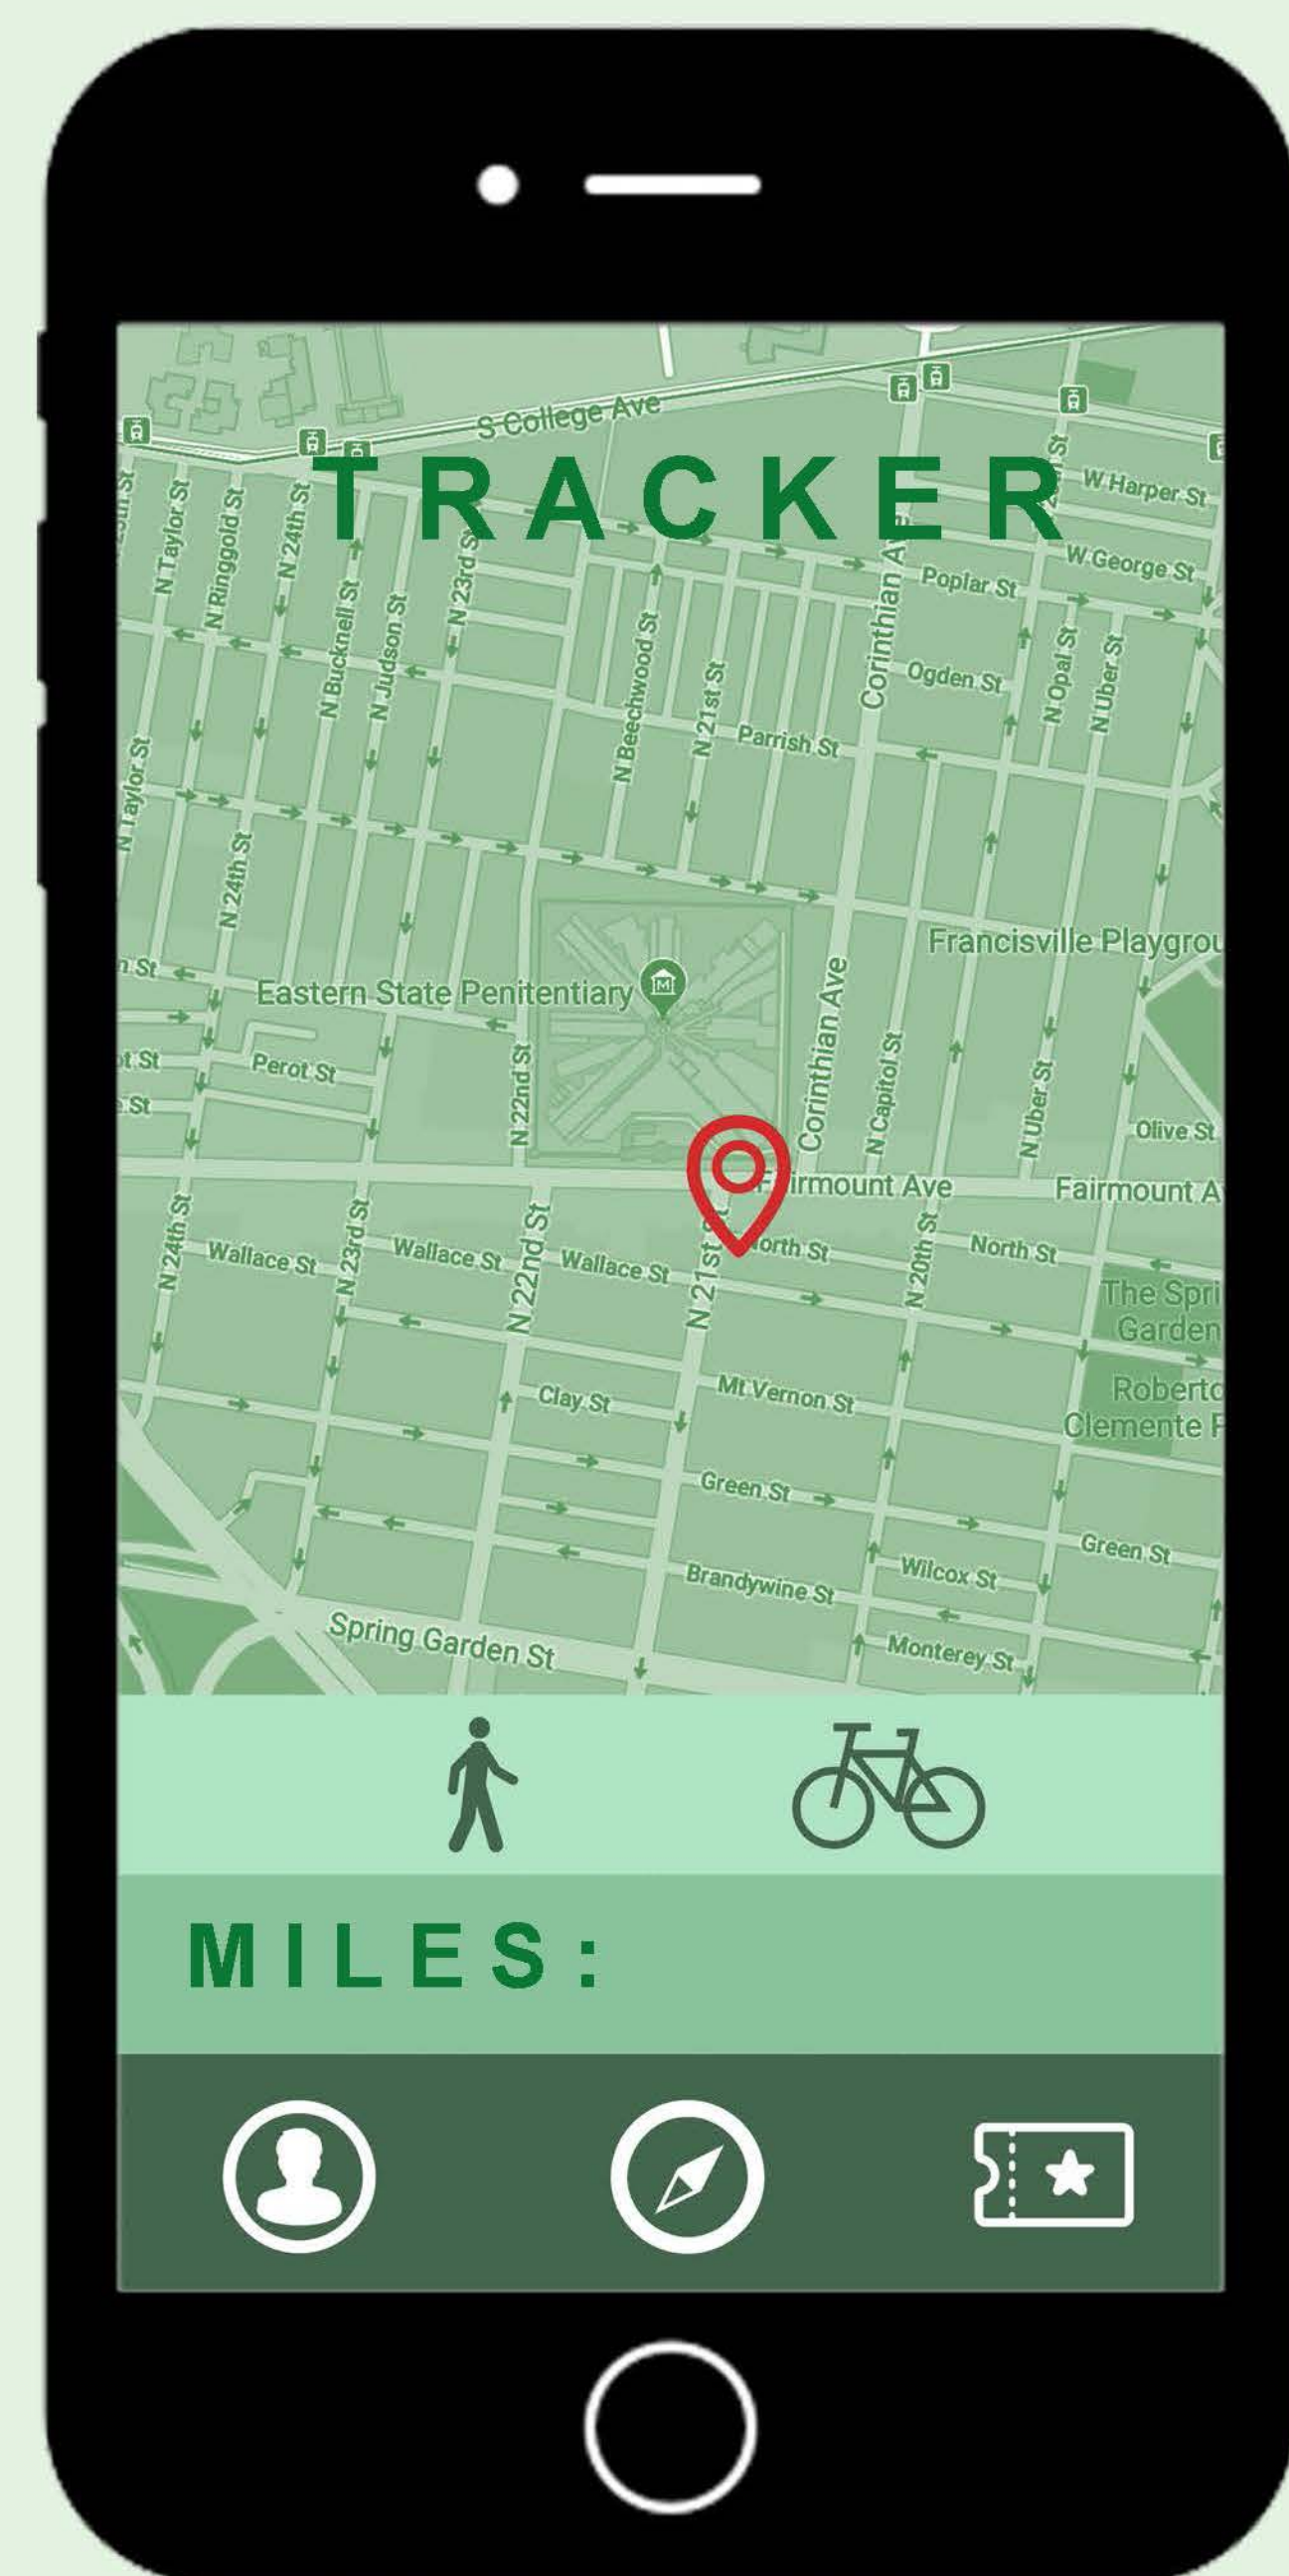 S College Ave
TRACKER
W Harper St
N Taylor St
N Ringgold St
N 24th St
N 23rd St
W George St
Poplar St
N Bucknell St
N Judson St
Corinthian Ave
N Beechwood St
N 21st St
Ogden St
N Opal St
N Uber St
Parrish St
N Taylor St
N 24th St
Francisville Playgrou
Eastern State Penitentiary
Corinthian Ave
N 22nd St
Perot St
N Capitol St
N Uber St
St
St
St
Olive St
Fairmount Ave
Fairmount A
N 24th St
N 23rd St
N 22nd St
N 21st St
N 20th St
Wallace St
Wallace St
Wallace St
North St
North St
The Spri
Garden
Roberto
Clemente P
Clay St
Mt Vernon St
Green St
Green St
Brandywine St
Wilcox St
Spring Garden St
Monterey St
MILES: